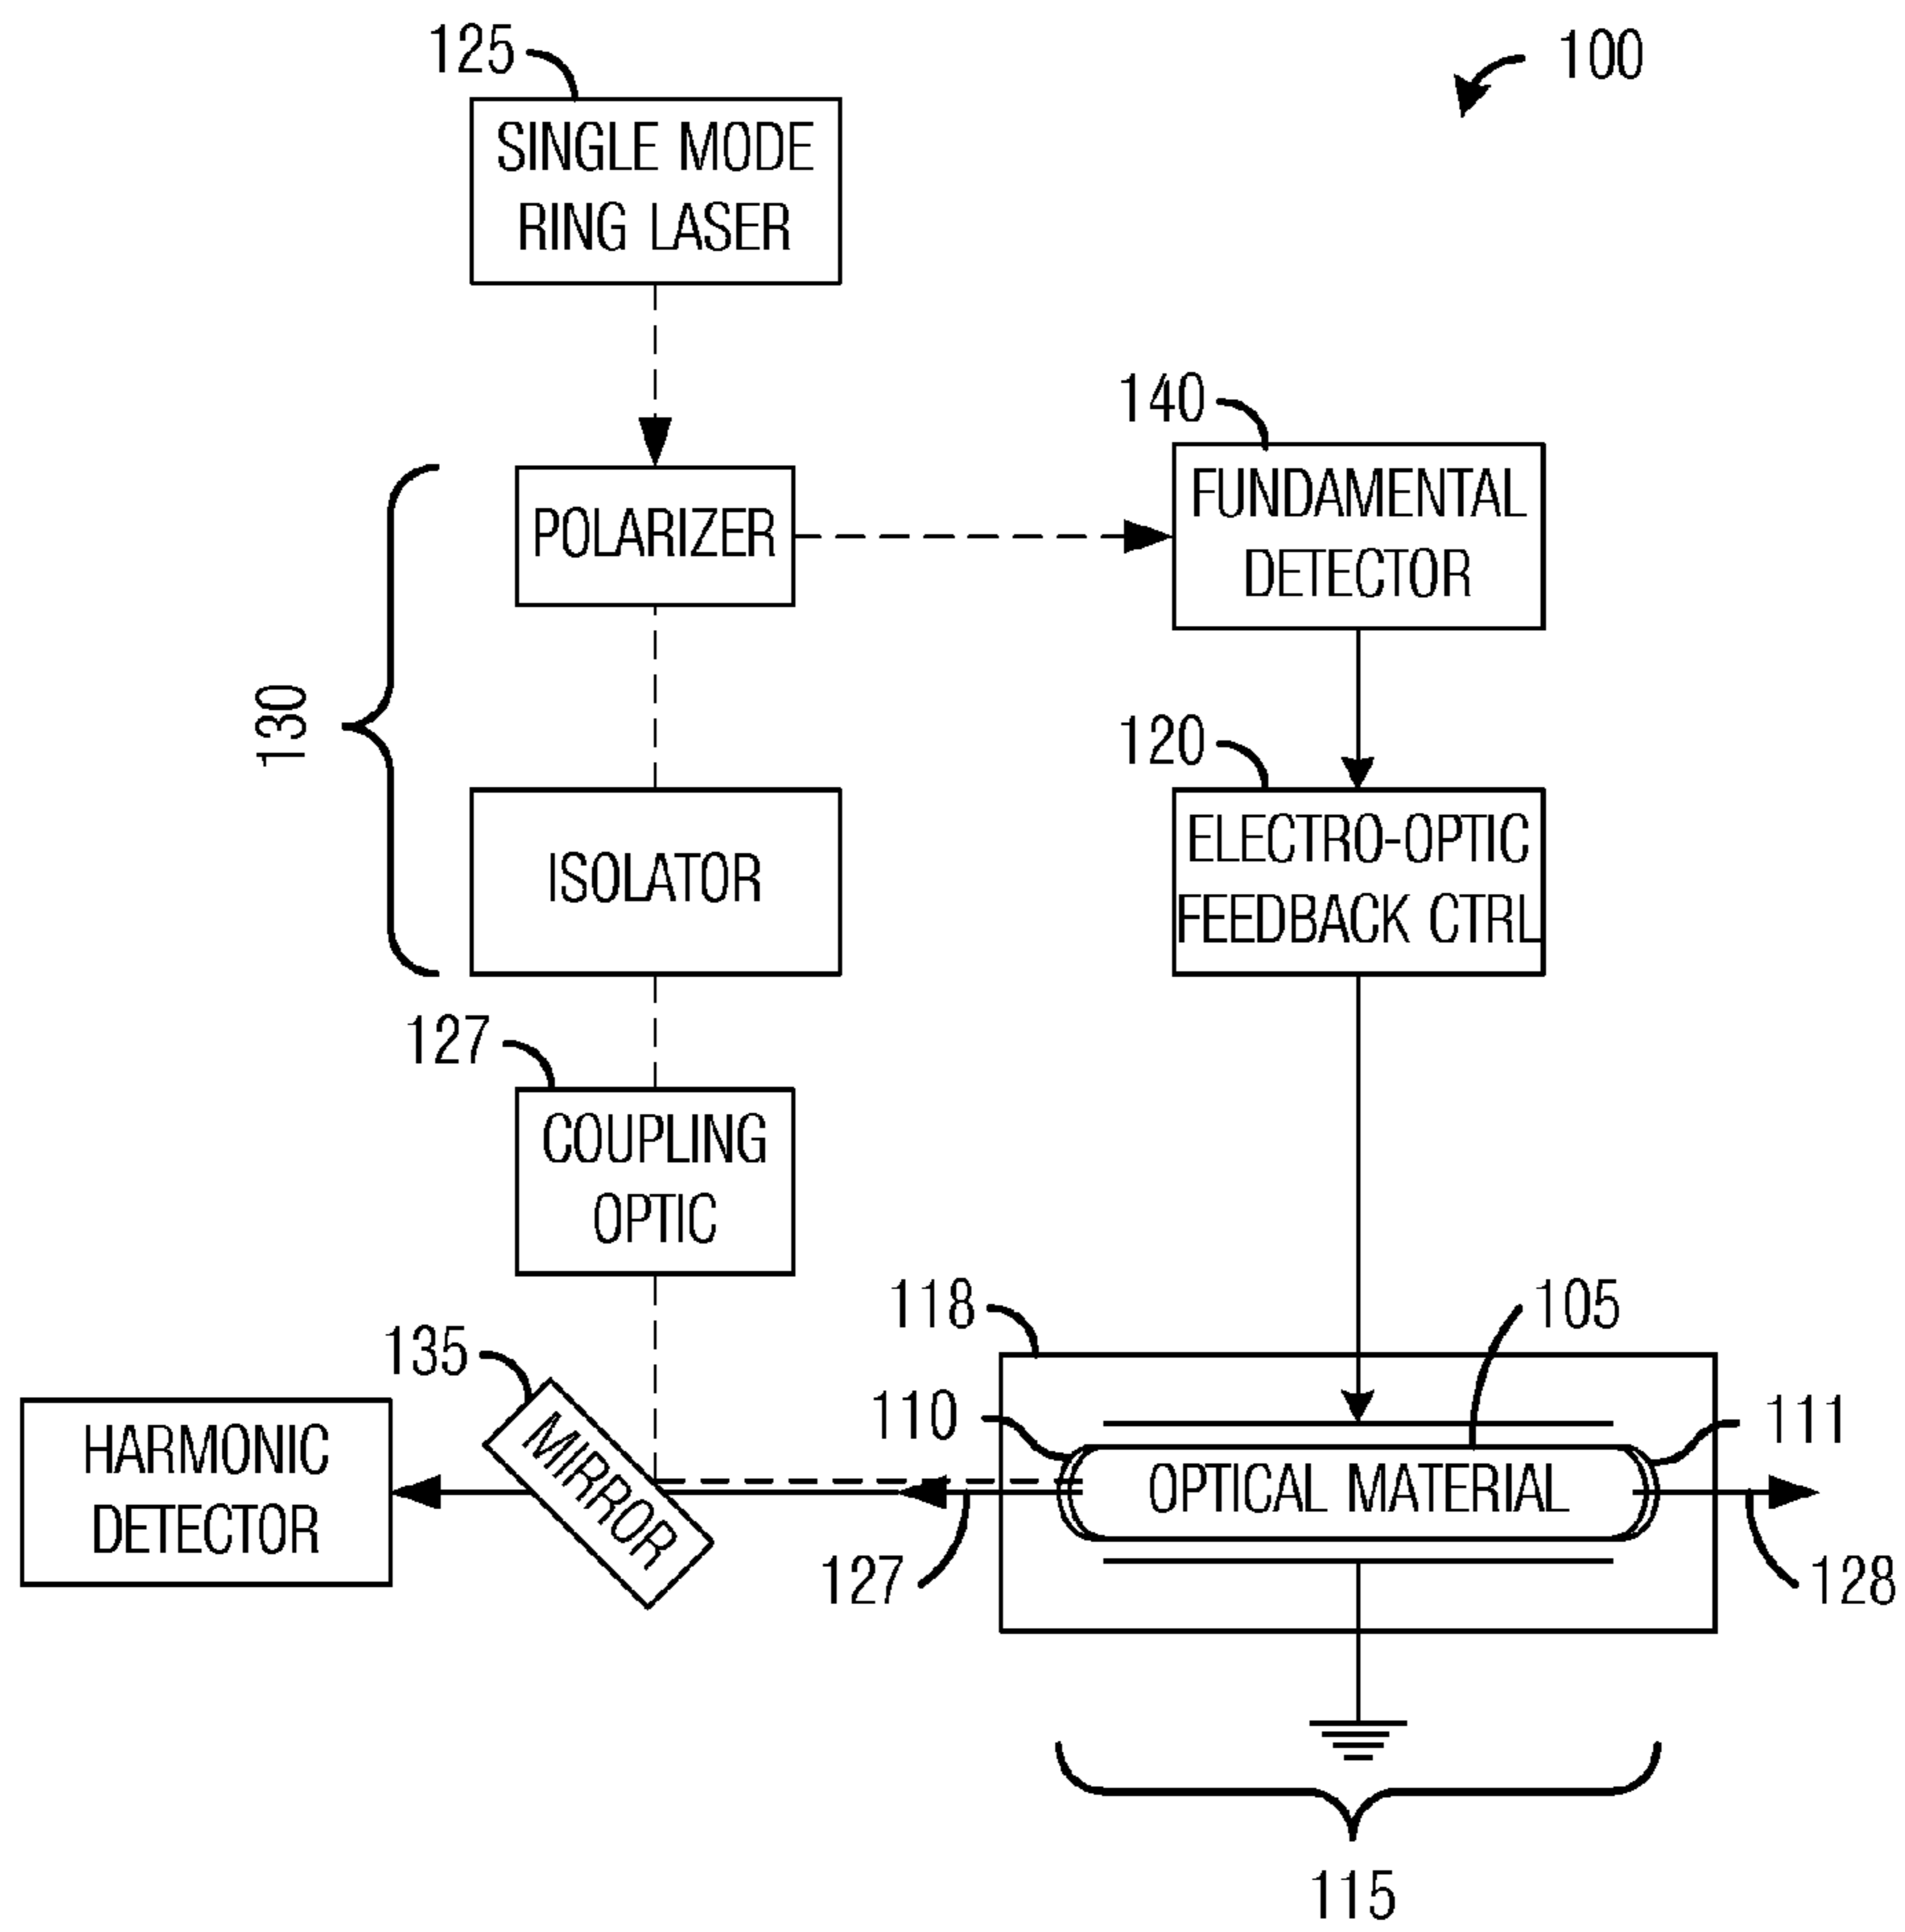 125
100
SINGLE MODE
RING LASER
140
POLARIZER
FUNDAMENTAL
DETECTOR
130
120
ISOLATOR
ELECTRO-OPTIC
FEEDBACK CTRL
127
COUPLING
OPTIC
118
105
135
110
111
HARMONIC
DETECTOR
MIRROR
OPTICAL MATERIAL
127
128
115